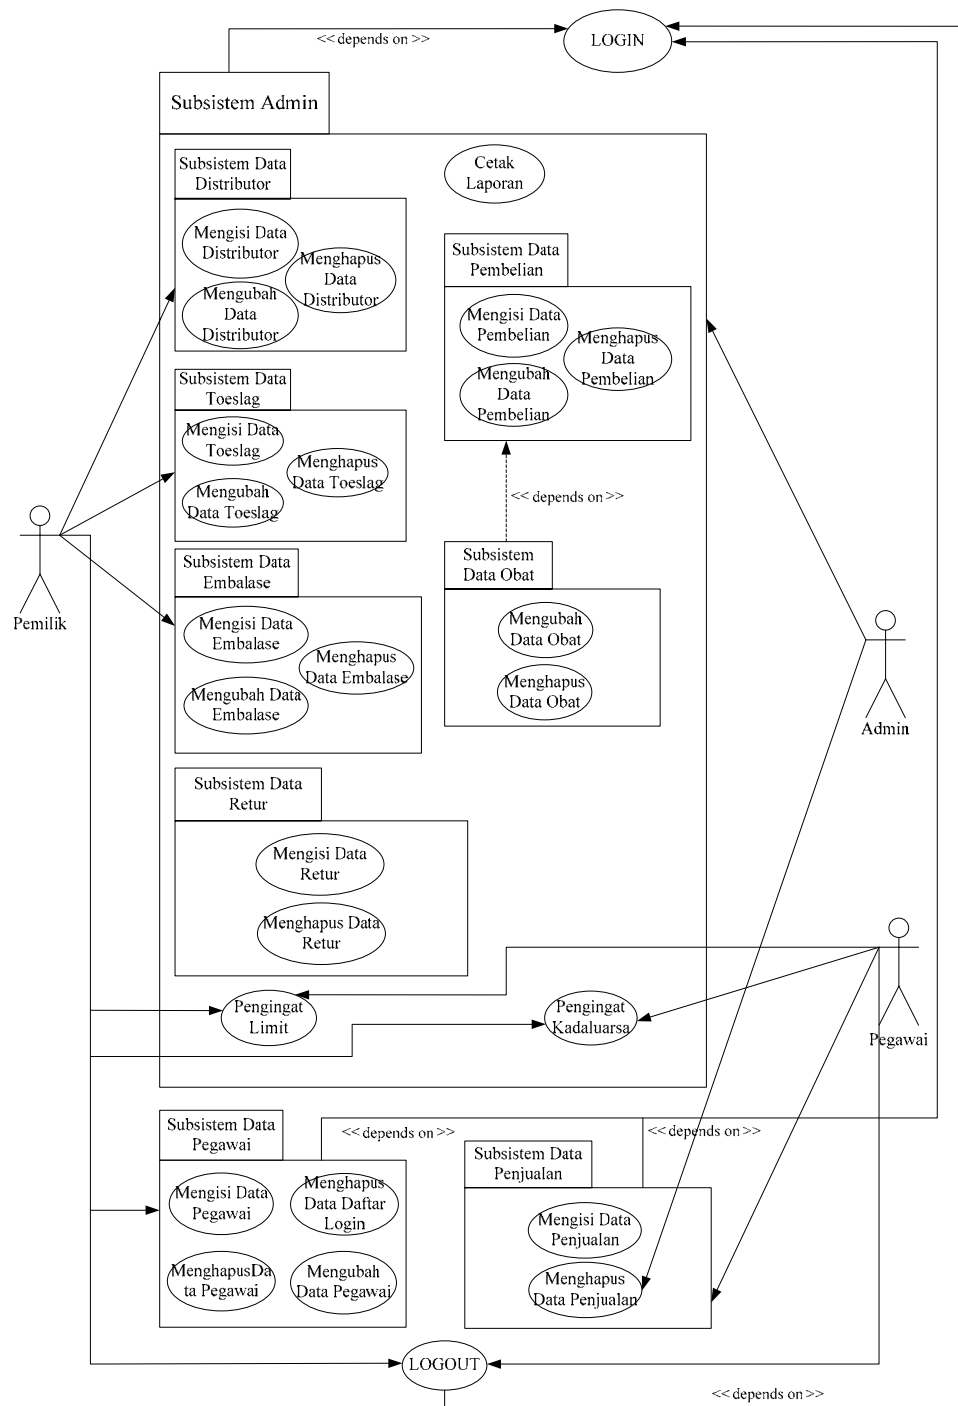 << depends on >>
LOGIN
Subsistem Admin
Subsistem Data
Distributor
Cetak
Laporan
Mengisi Data
Distributor
Menghapus
Data
Distributor
Mengubah
Data
Distributor
Subsistem Data
Pembelian
Mengisi Data
Pembelian
Menghapus
Data
Pembelian
Mengubah
Data
Pembelian
Subsistem Data
Toeslag
Mengisi Data
Toeslag
Menghapus
Data Toeslag
Mengubah
Data Toeslag
<< depends on >>
Pemilik
Subsistem Data
Embalase
Mengisi Data
Embalase
Menghapus
Data Embalase
Mengubah Data
Embalase
Subsistem
Data Obat
Mengubah
Data Obat
Menghapus
Data Obat
Admin
Subsistem Data
Retur
Mengisi Data
Retur
Menghapus Data
Retur
Pengingat
Limit
Pengingat
Kadaluarsa
Pegawai
Subsistem Data
Pegawai
<< depends on >>
<< depends on >>
Mengisi Data
Pegawai
Menghapus
Data Daftar
Login
MenghapusDa
ta Pegawai
Mengubah
Data Pegawai
Subsistem Data
Penjualan
Mengisi Data
Penjualan
Menghapus
Data Penjualan
LOGOUT
<< depends on >>